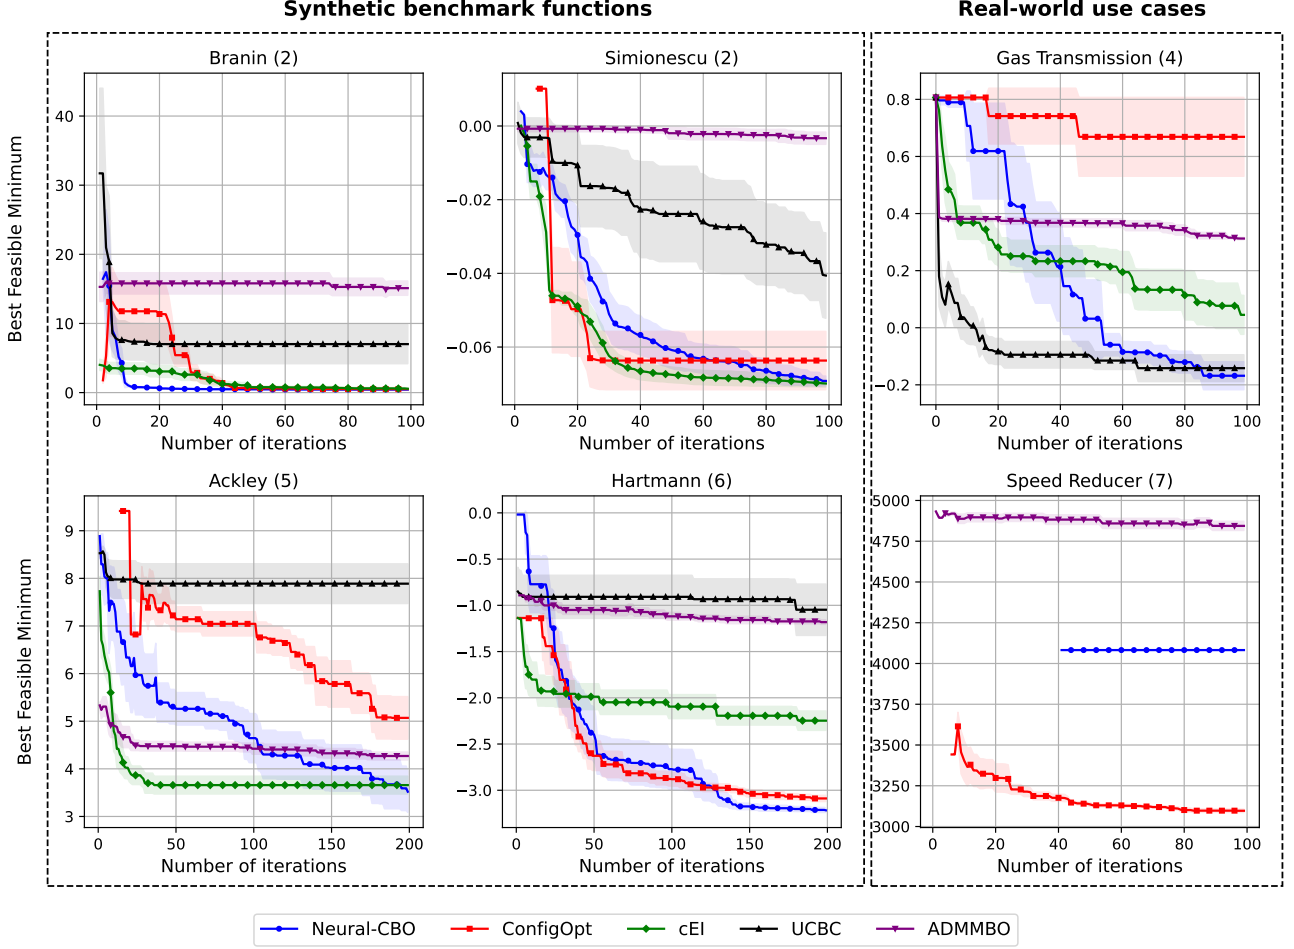 Synthetic benchmark functions
Real-world use cases
Branin (2)
Best Feasible Minimum
40
30
20
10
0
0 20 40 60 80 100
Number of iterations
Simionescu (2)
0.00
−0.02
−0.04
−0.06
0 20 40 60 80 100
Number of iterations
Gas Transmission (4)
0.8
0.6
0.4
0.2
0.0
−0.2
0 20 40 60 80 100
Number of iterations
Ackley (5)
Best Feasible Minimum
9
8
7
6
5
4
3
0 50 100 150 200
Number of iterations
Hartmann (6)
0.0
−0.5
−1.0
−1.5
−2.0
−2.5
−3.0
0 50 100 150 200
Number of iterations
Speed Reducer (7)
5000
4750
4500
4250
4000
3750
3500
3250
3000
0 20 40 60 80 100
Number of iterations
Neural-CBO ConfigOpt cEI UCBC ADMMBO